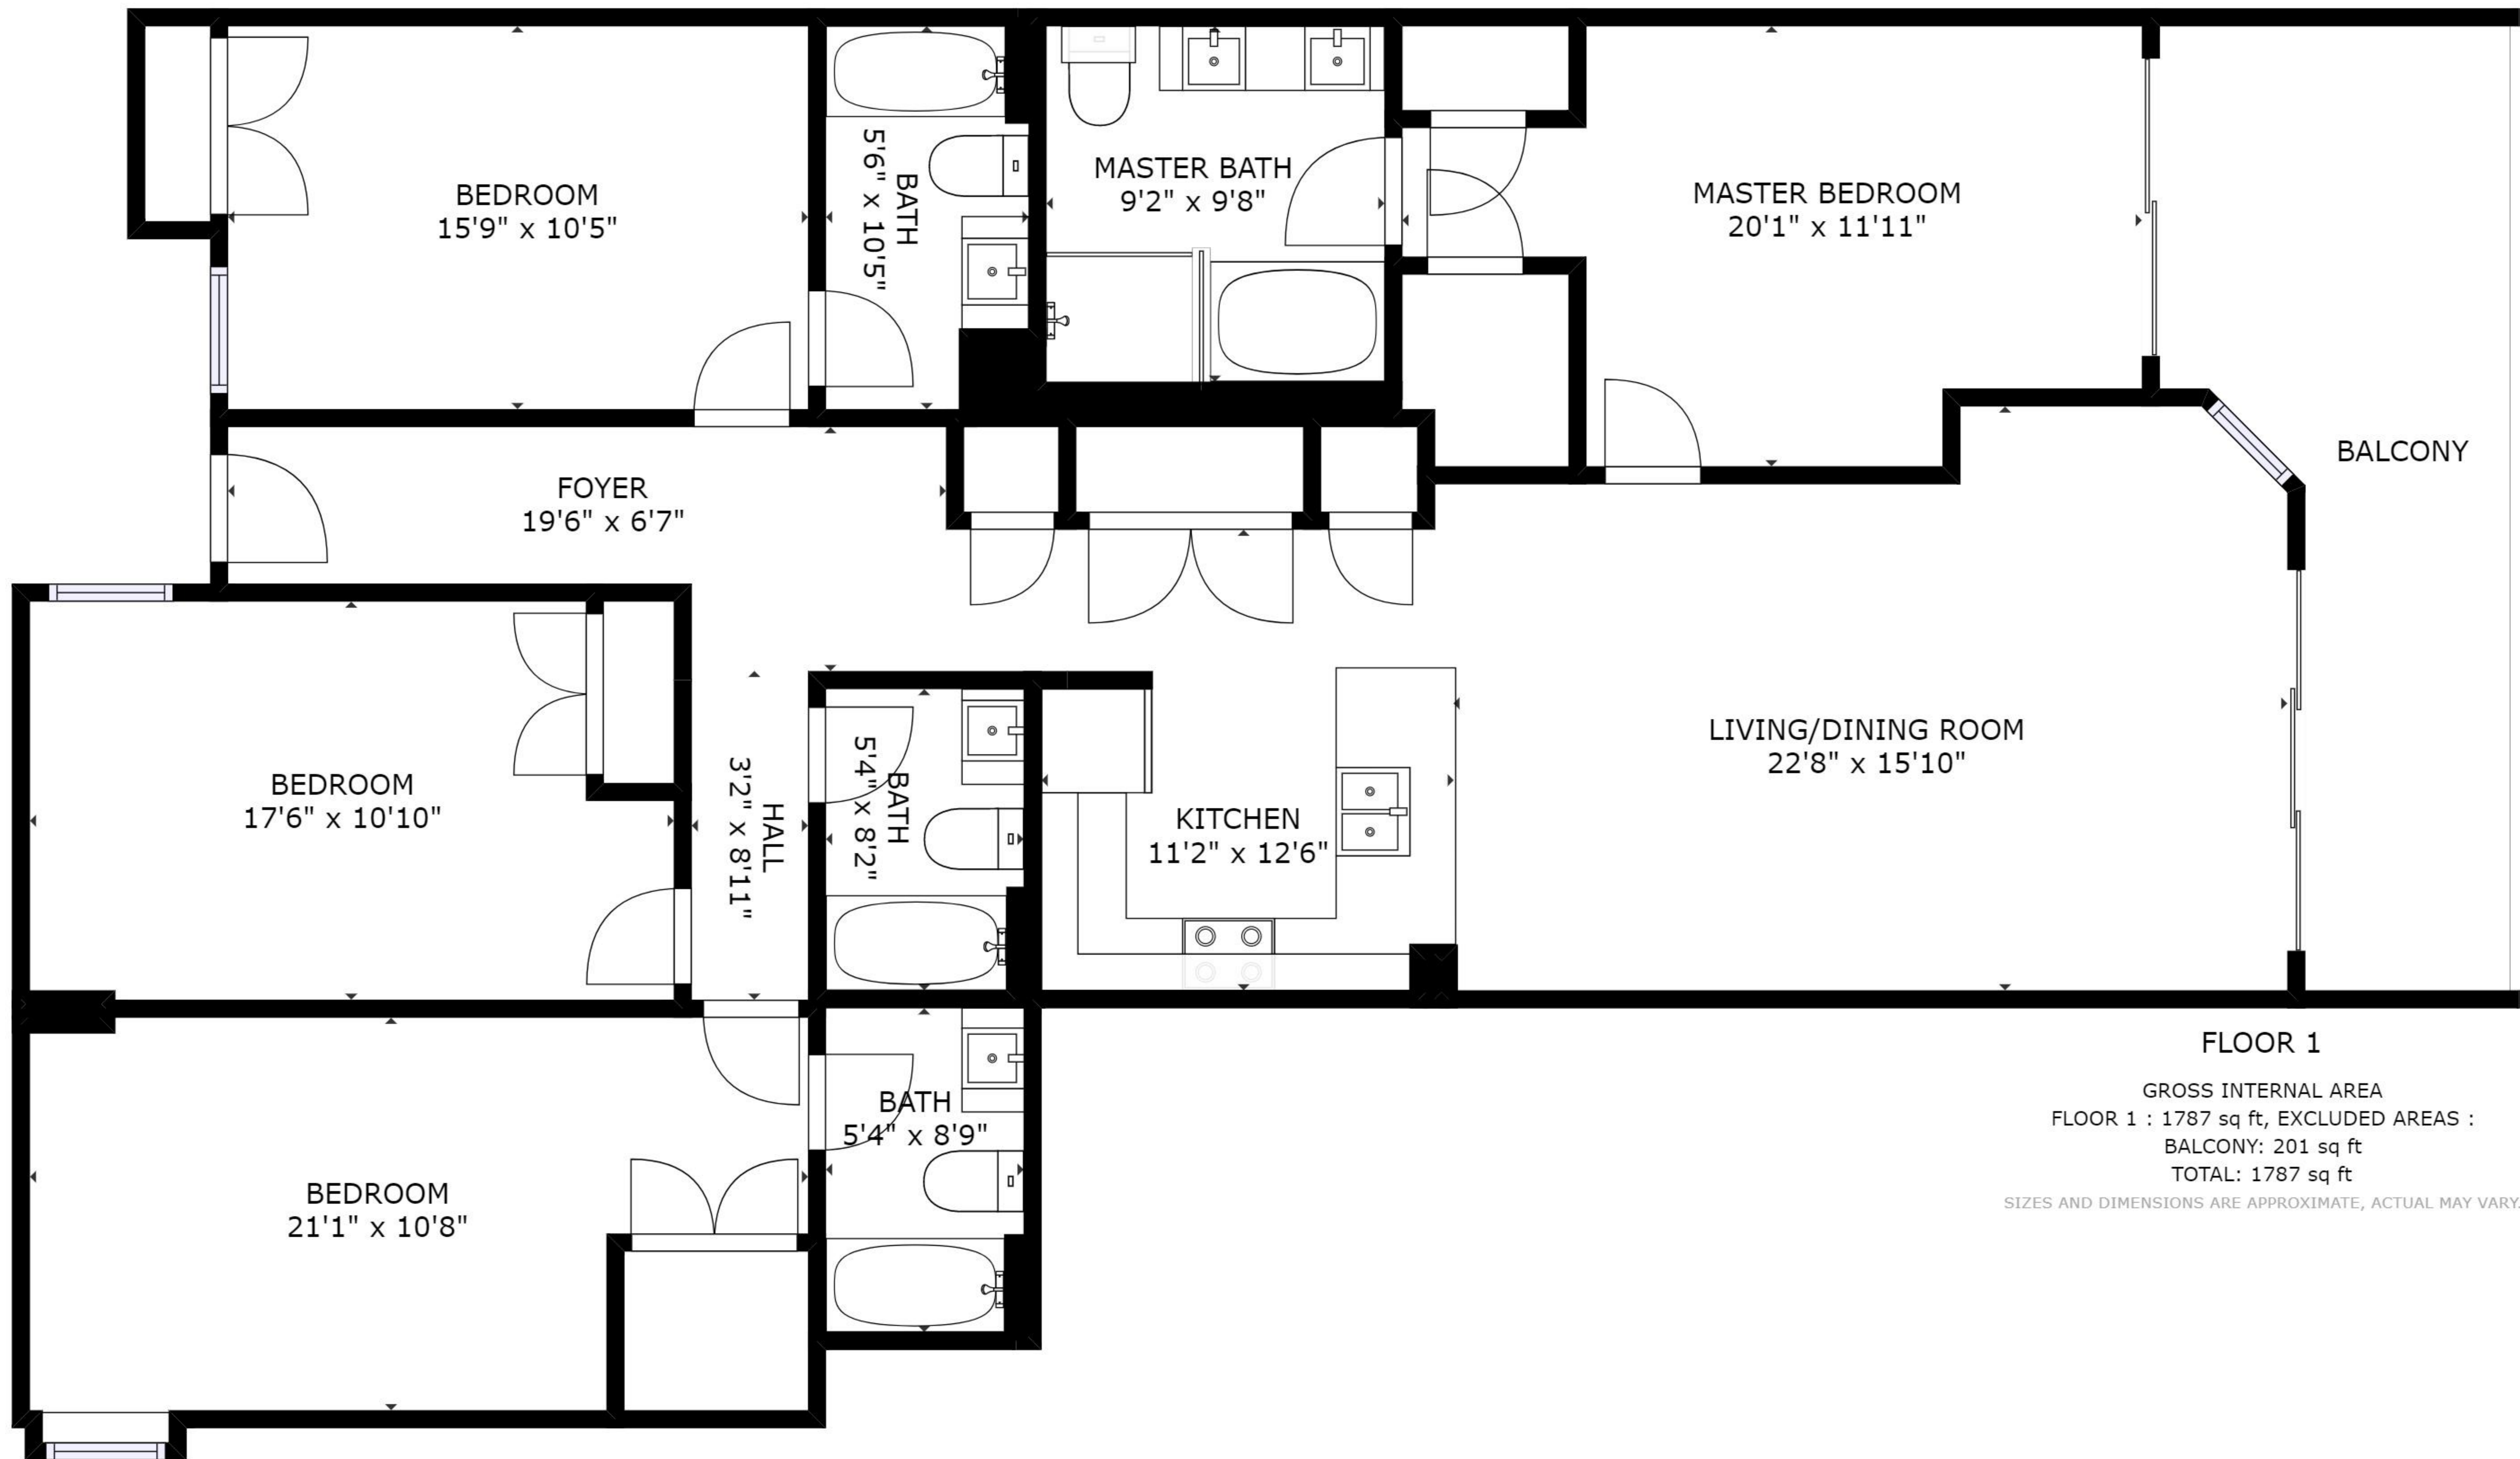 BEDROOM
15'9" x 10'5"
BATH
5'6" x 10'5"
MASTER BATH
9'2" x 9'8"
MASTER BEDROOM
20'1" x 11'11"
BALCONY
FOYER
19'6" x 6'7"
LIVING/DINING ROOM
22'8" x 15'10"
BEDROOM
17'6" x 10'10"
HALL
3'2" x 8'11"
BATH
5'4" x 8'2"
KITCHEN
11'2" x 12'6"
BATH
5'4" x 8'9"
BEDROOM
21'1" x 10'8"
FLOOR 1
GROSS INTERNAL AREA
FLOOR 1 : 1787 sq ft, EXCLUDED AREAS :
BALCONY: 201 sq ft
TOTAL: 1787 sq ft
SIZES AND DIMENSIONS ARE APPROXIMATE, ACTUAL MAY VARY.